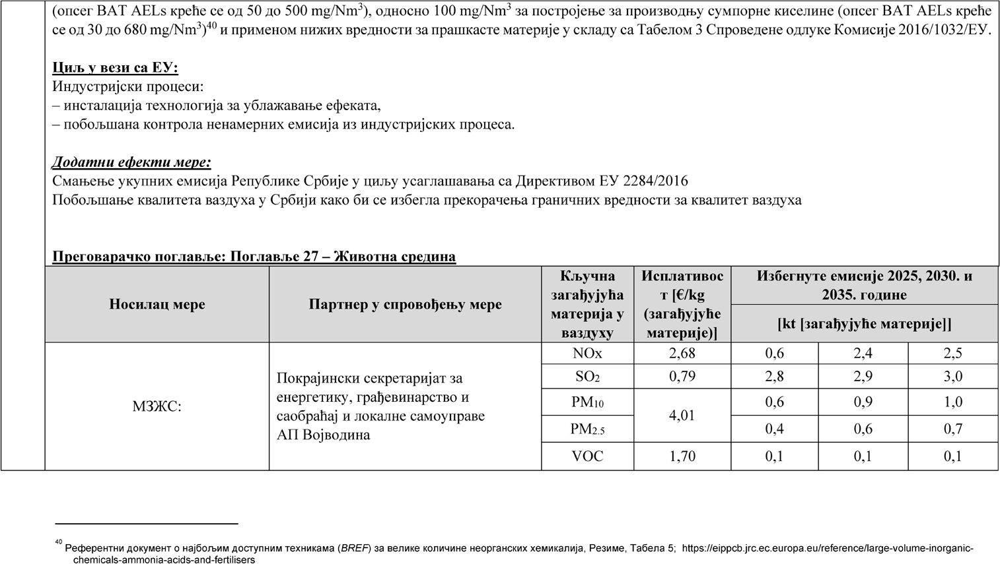 (опсег BAT AELs креће се од 50 до 500 mg/Nm³), односно 100 mg/Nm³ за постројење за производњу сумпорне киселине (опсег BAT AELs креће
се од 30 до 680 mg/Nm³)⁴⁰ и применом нижих вредности за прашкасте материје у складу са Табелом 3 Спроведене одлуке Комисије 2016/1032/ЕУ.
Циљ у вези са ЕУ:
Индустријски процеси:
– инсталација технологија за ублажавање ефеката,
– побољшана контрола ненамерних емисија из индустријских процеса.
Додатни ефекти мере:
Смањење укупних емисија Републике Србије у циљу усаглашавања са Директивом ЕУ 2284/2016
Побољшање квалитета ваздуха у Србији како би се избегла прекорачења граничних вредности за квалитет ваздуха
Преговарачко поглавље: Поглавље 27 – Животна средина
Носилац мере
Партнер у спровођењу мере
Кључна
загађујућа
материја у
ваздуху
Исплативос
т [€/kg
(загађујуће
материје)]
Избегнуте емисије 2025, 2030. и
2035. године
[kt [загађујуће материје]]
МЗЖС:
Покрајински секретаријат за
енергетику, грађевинарство и
саобраћај и локалне самоуправе
АП Војводина
NOx 2,68 0,6 2,4 2,5
SO₂ 0,79 2,8 2,9 3,0
PM₁₀ 4,01 0,6 0,9 1,0
PM₂.₅ 0,4 0,6 0,7
VOC 1,70 0,1 0,1 0,1
⁴⁰ Референтни документ о најбољим доступним техникама (BREF) за велике количине неорганских хемикалија, Резиме, Табела 5; https://eippcb.jrc.ec.europa.eu/reference/large-volume-inorganic-
chemicals-ammonia-acids-and-fertilisers